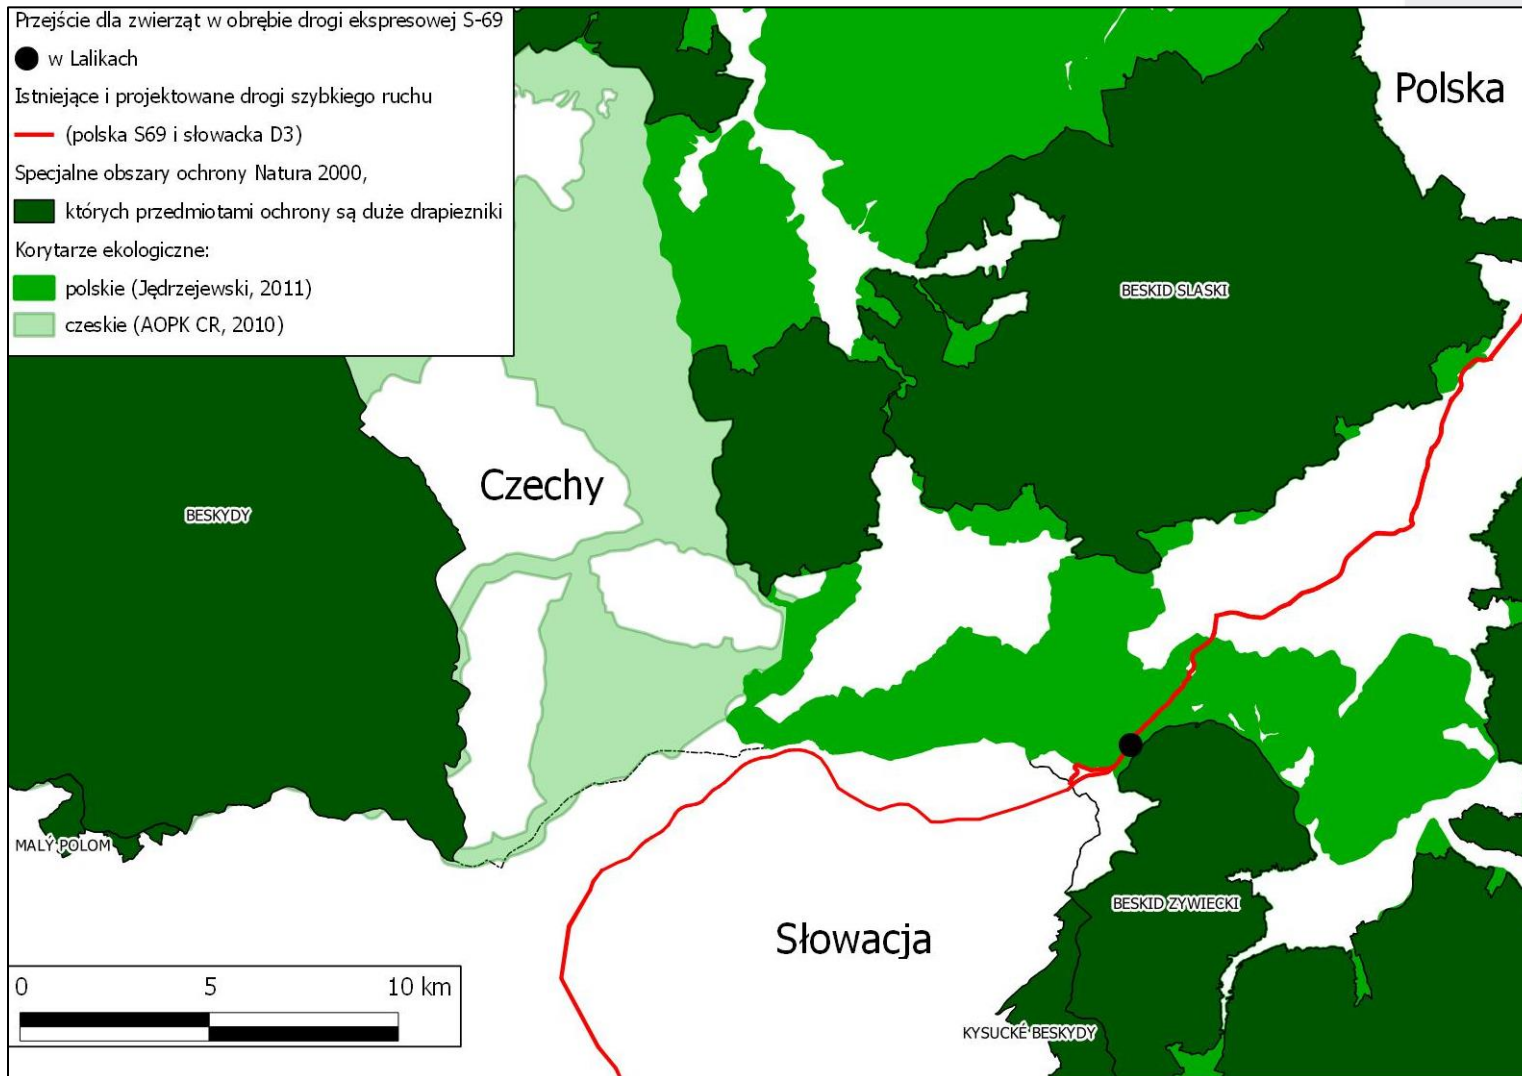 Przejście dla zwierząt w obrębie drogi ekspresowej S-69
w Lalikach
Istniejące i projektowane drogi szybkiego ruchu
(polska S69 i słowacka D3)
Specjalne obszary ochrony Natura 2000,
których przedmiotami ochrony są duże drapiezniki
Korytarze ekologiczne:
polskie (Jędrzejewski, 2011)
czeskie (AOPK CR, 2010)
Polska
BESKID SLASKI
Czechy
BESKYDY
MALÝ POLOM
BESKID ZYWIECKI
Słowacja
KYSUCKÉ BESKYDY
0 5 10 km